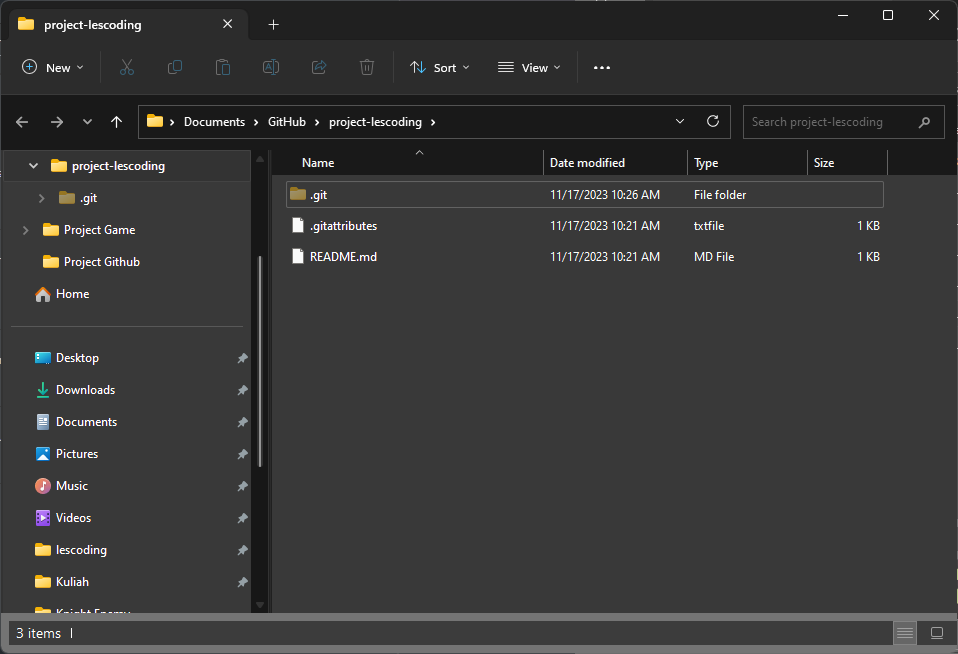 project-lescoding
New
Sort
View
Documents
GitHub
project-lescoding
Search project-lescoding
project-lescoding
.git
Project Game
Project Github
Home
Desktop
Downloads
Documents
Pictures
Music
Videos
lescoding
Kuliah
Knight Enemy
Name Date modified Type Size
.git 11/17/2023 10:26 AM File folder
.gitattributes 11/17/2023 10:21 AM txtfile 1 KB
README.md 11/17/2023 10:21 AM MD File 1 KB
3 items